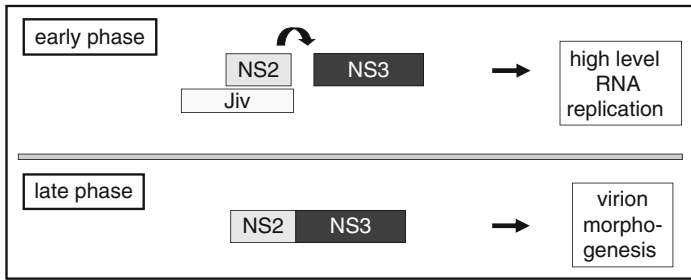 early phase
NS2
NS3
Jiv
high level
RNA
replication
late phase
NS2
NS3
virion
morpho-
genesis